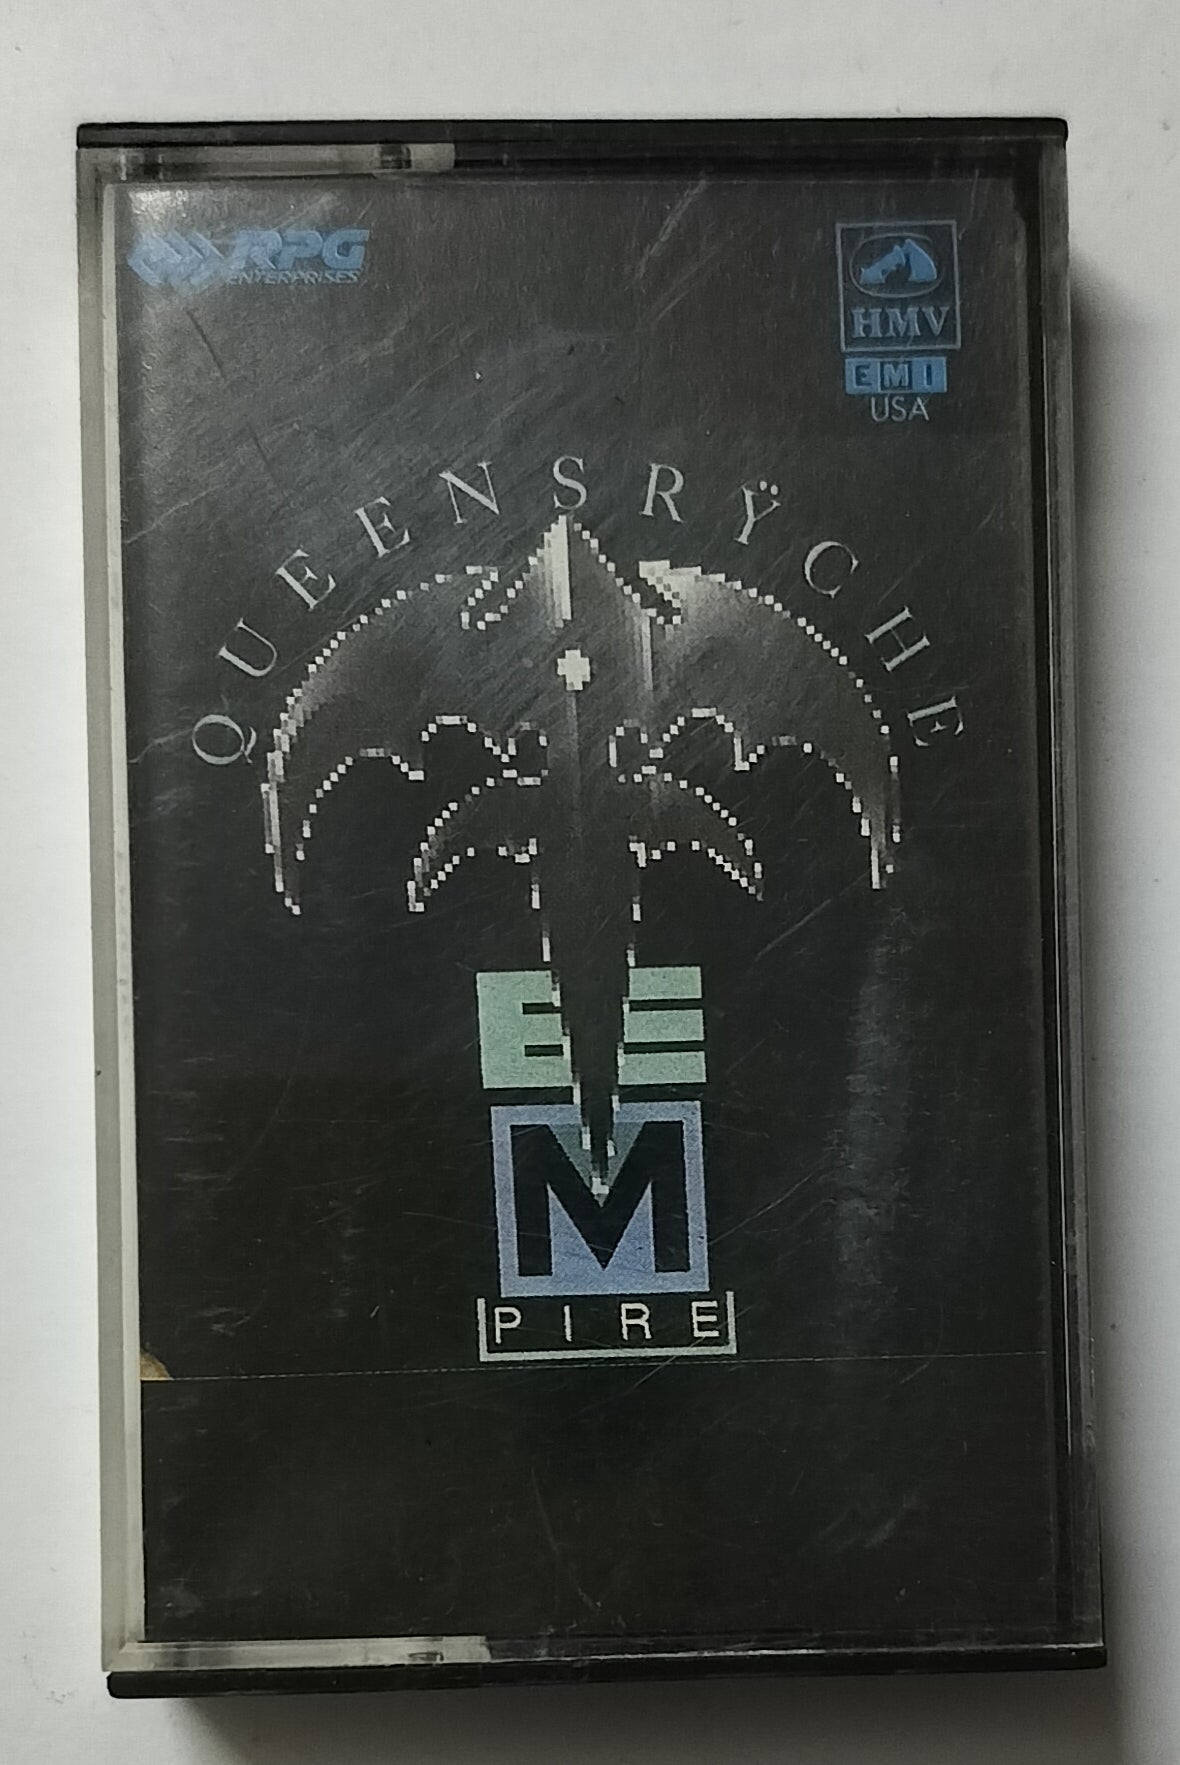 RPG
ENTERPRISES
HMV
EMI
USA
QUEENSRŸCHE
E E
M
PIRE